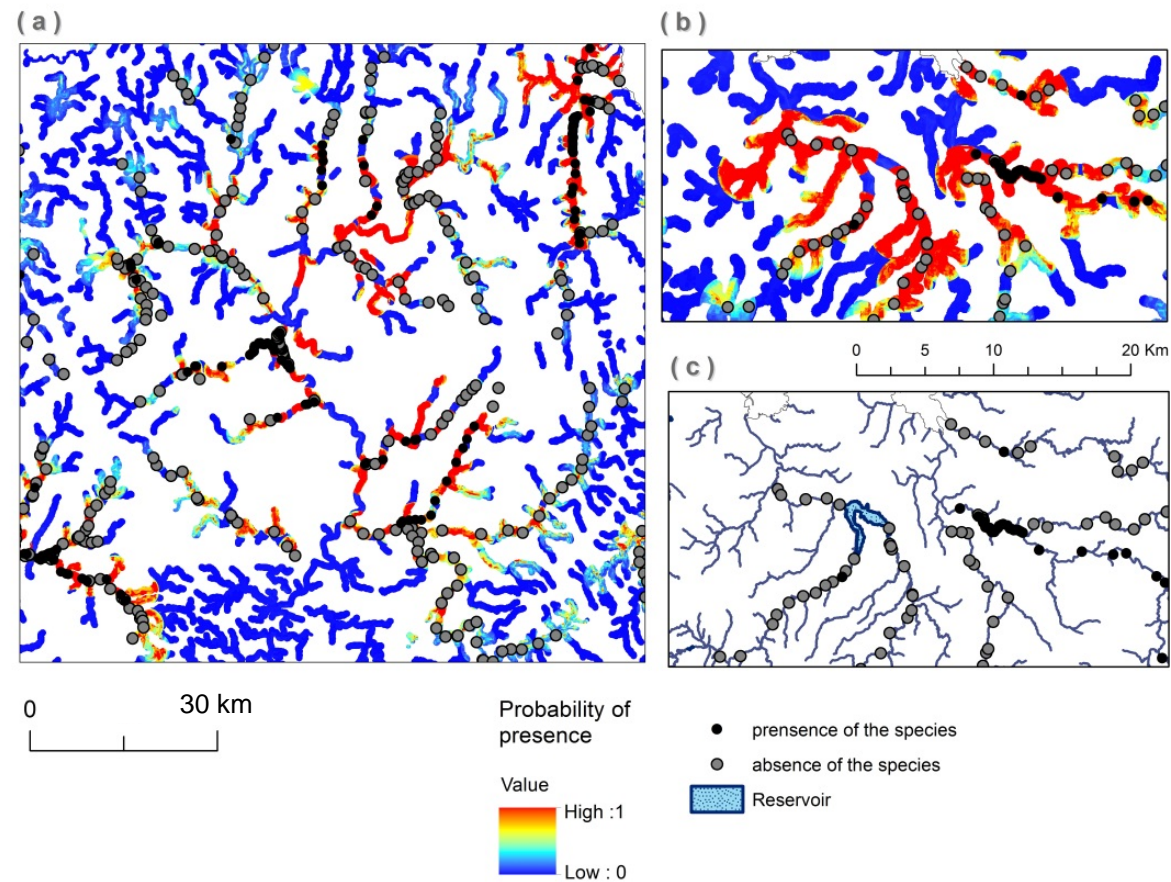 ( a )
( b )
0 5 10 20 Km
( c )
0 30 km
Probability of
presence
Value
High :1
Low : 0
prensence of the species
absence of the species
Reservoir